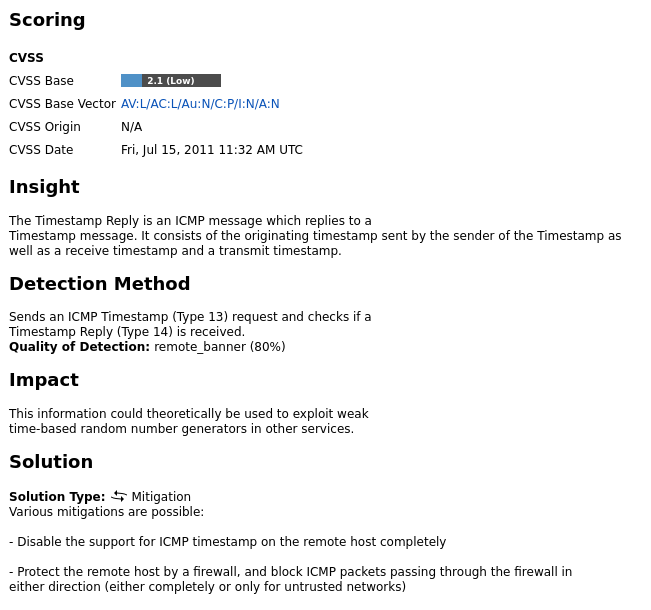 Scoring
CVSS
CVSS Base 2.1 (Low)
CVSS Base Vector AV:L/AC:L/Au:N/C:P/I:N/A:N
CVSS Origin N/A
CVSS Date Fri, Jul 15, 2011 11:32 AM UTC
Insight
The Timestamp Reply is an ICMP message which replies to a
Timestamp message. It consists of the originating timestamp sent by the sender of the Timestamp as
well as a receive timestamp and a transmit timestamp.
Detection Method
Sends an ICMP Timestamp (Type 13) request and checks if a
Timestamp Reply (Type 14) is received.
Quality of Detection: remote_banner (80%)
Impact
This information could theoretically be used to exploit weak
time-based random number generators in other services.
Solution
Solution Type: Mitigation
Various mitigations are possible:
- Disable the support for ICMP timestamp on the remote host completely
- Protect the remote host by a firewall, and block ICMP packets passing through the firewall in
either direction (either completely or only for untrusted networks)